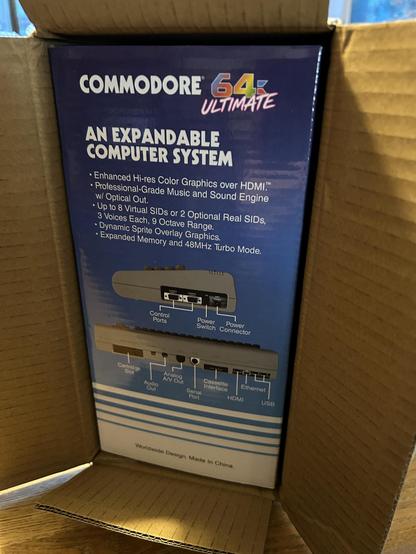 COMMODORE® 64x
ULTIMATE
AN EXPANDABLE
COMPUTER SYSTEM
• Enhanced Hi-res Color Graphics over HDMI.™
• Professional-Grade Music and Sound Engine
w/ Optical Out.
• Up to 8 Virtual SIDs or 2 Optional Real SIDs,
3 Voices Each, 9 Octave Range.
• Dynamic Sprite Overlay Graphics.
• Expanded Memory and 48MHz Turbo Mode.
Control
Ports
Power
Switch
Power
Connector
Cartridge
Slot
Audio
Out
Analog
A/V Out
Serial
Port
Cassette
Interface
HDMI
Ethernet
USB
Worldwide Design. Made In China.